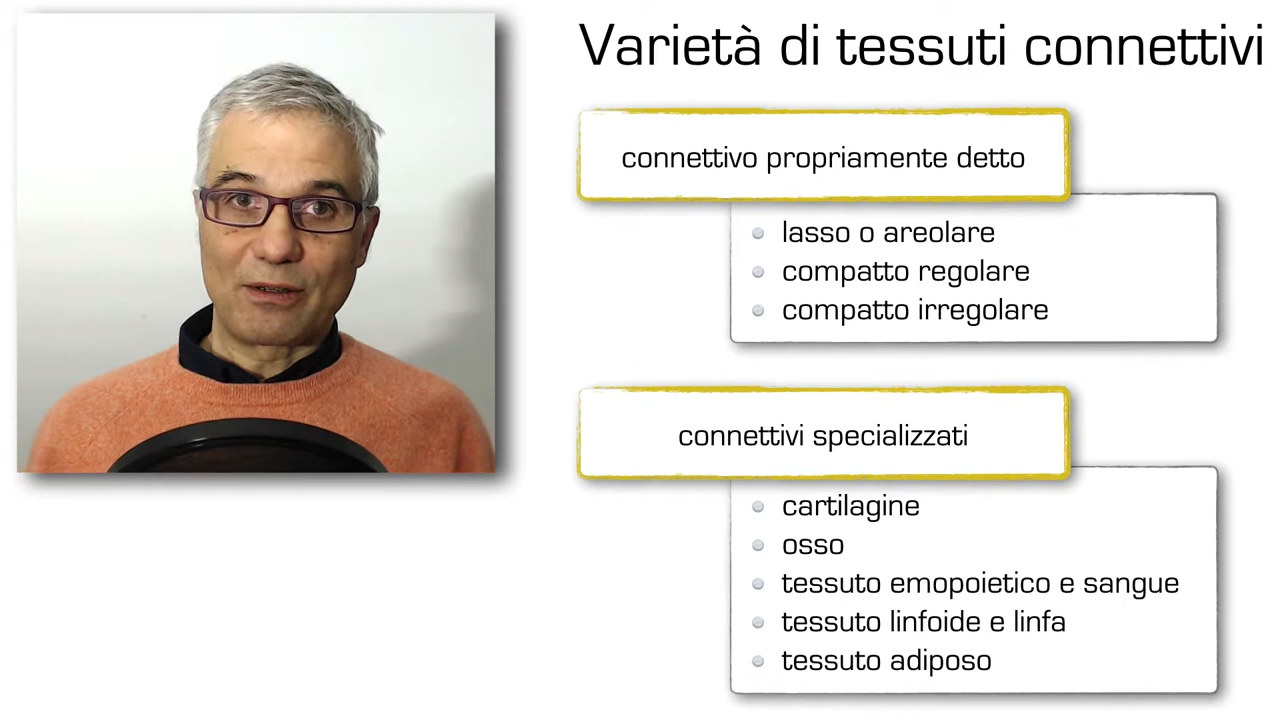 Varietà di tessuti connettivi
connettivo propriamente detto
lasso o areolare
compatto regolare
compatto irregolare
connettivi specializzati
cartilagine
osso
tessuto emopoietico e sangue
tessuto linfoide e linfa
tessuto adiposo